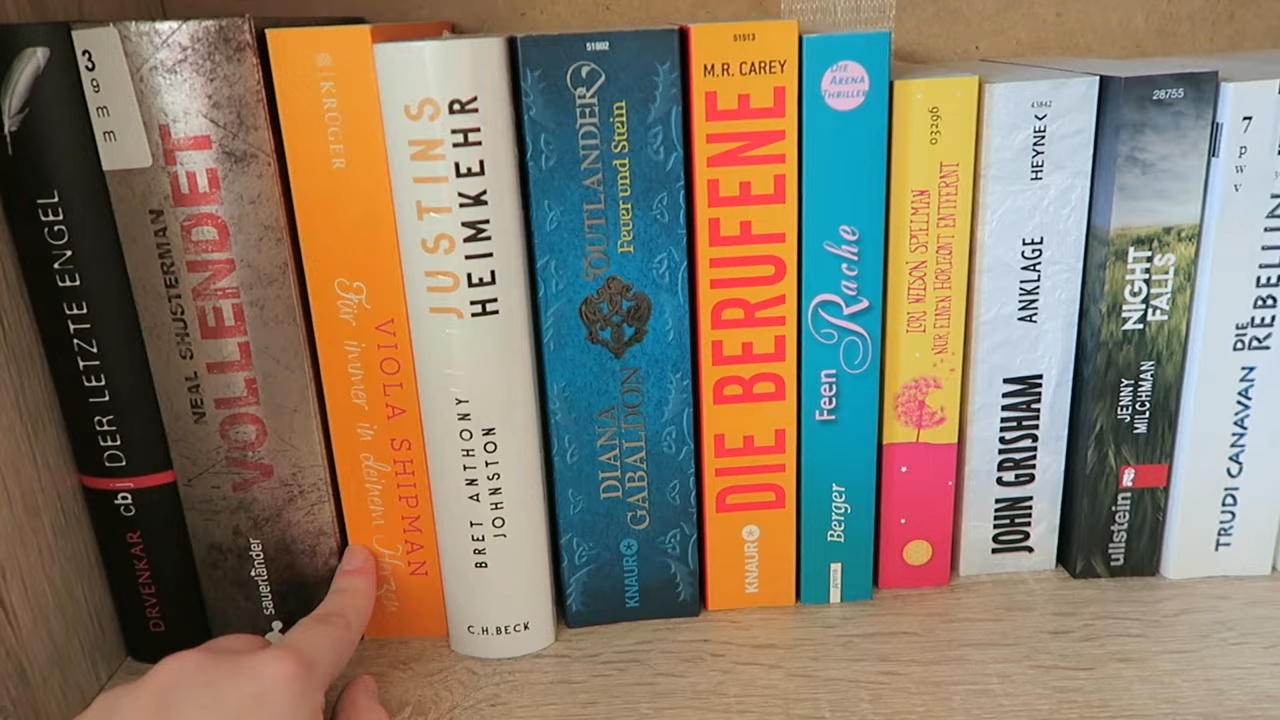 DRVENKAR cbj DER LETZTE ENGEL
3
mm
NEAL SHUSTERMAN
VOLLENDET
sauerländer
KRÜGER
Für immer in deinem Herzen
VIOLA SHIPMAN
JUSTINS
HEIMKEHR
BRET ANTHONY
JOHNSTON
C.H.BECK
51802
OUTLANDER
Feuer und Stein
DIANA
GABALDON
KNAUR
51513
M.R. CAREY
DIE BERUFENE
KNAUR
DIE
ARENA
THRILLER
Feen Rache
Berger
Arena
03296
LORI NELSON SPIELMAN
- NUR EINEN HORIZONT ENTFERNT
43842
HEYNE
ANKLAGE
JOHN GRISHAM
28755
NIGHT
FALLS
JENNY
MILCHMAN
ullstein
7
p
w
v
TRUDI CANAVAN DIE REBELLIN